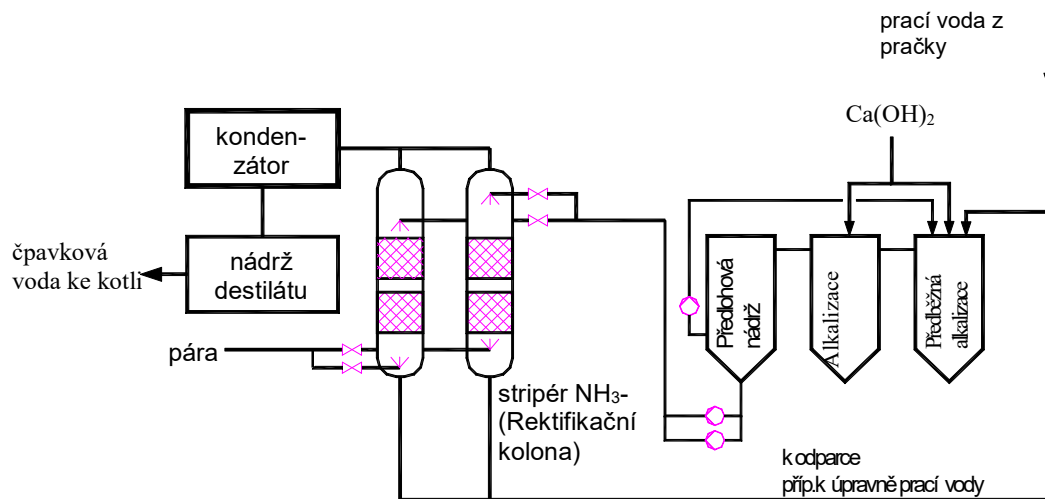 prací voda z
pračky
Ca(OH)₂
konden-
zátor
čpavková
voda ke kotli
nádrž
destilátu
pára
stripér NH₃-
(Rektifikační
kolona)
Předlohová
nádrž
Alkalizace
Předběžná
alkalizace
k odparce
příp.k úpravně prací vody